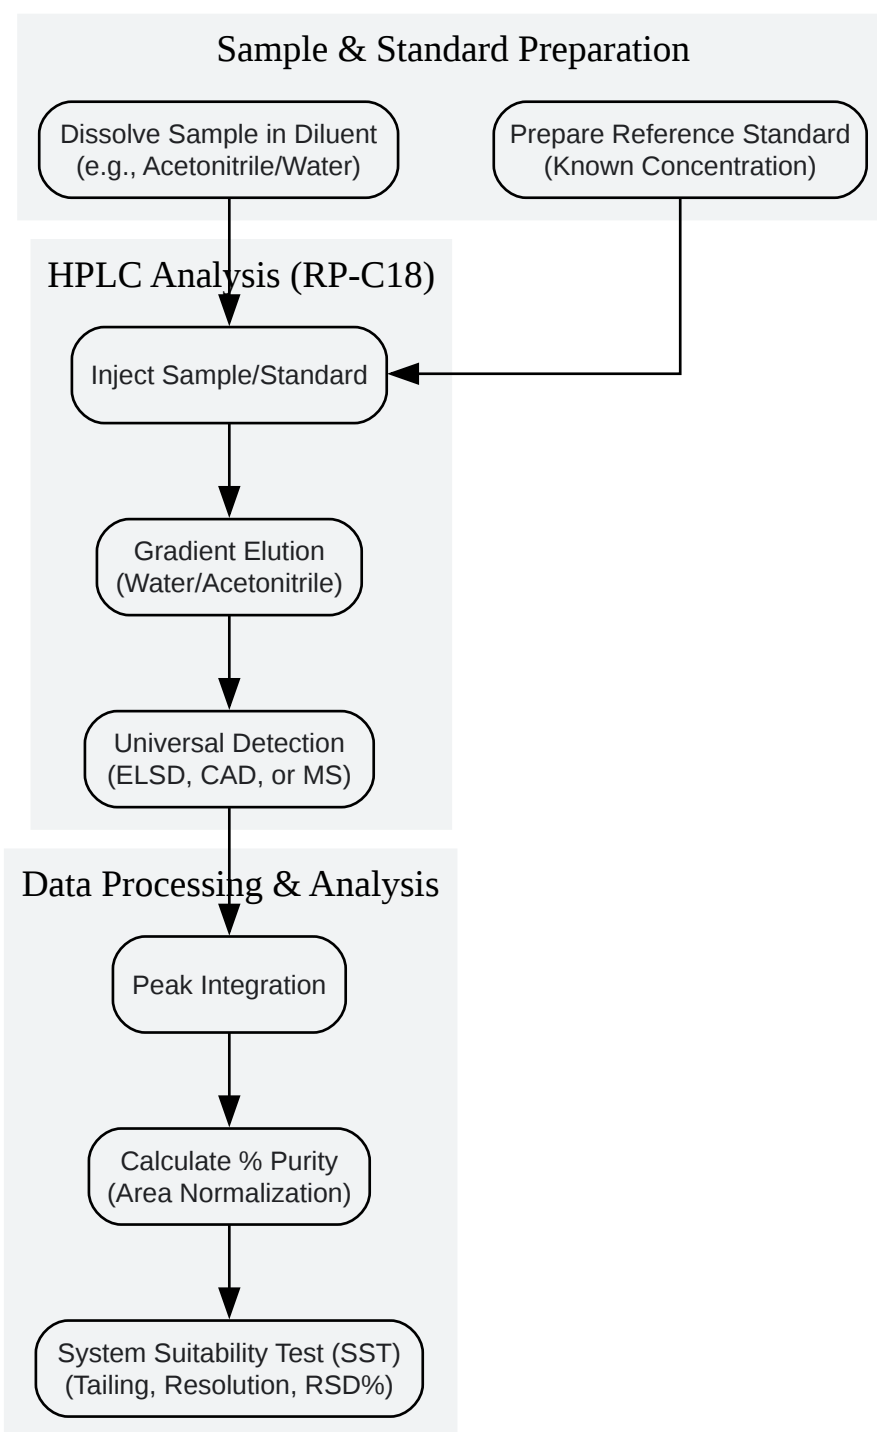 Sample & Standard Preparation
Dissolve Sample in Diluent
(e.g., Acetonitrile/Water)
Prepare Reference Standard
(Known Concentration)
HPLC Analysis (RP-C18)
Inject Sample/Standard
Gradient Elution
(Water/Acetonitrile)
Universal Detection
(ELSD, CAD, or MS)
Data Processing & Analysis
Peak Integration
Calculate % Purity
(Area Normalization)
System Suitability Test (SST)
(Tailing, Resolution, RSD%)